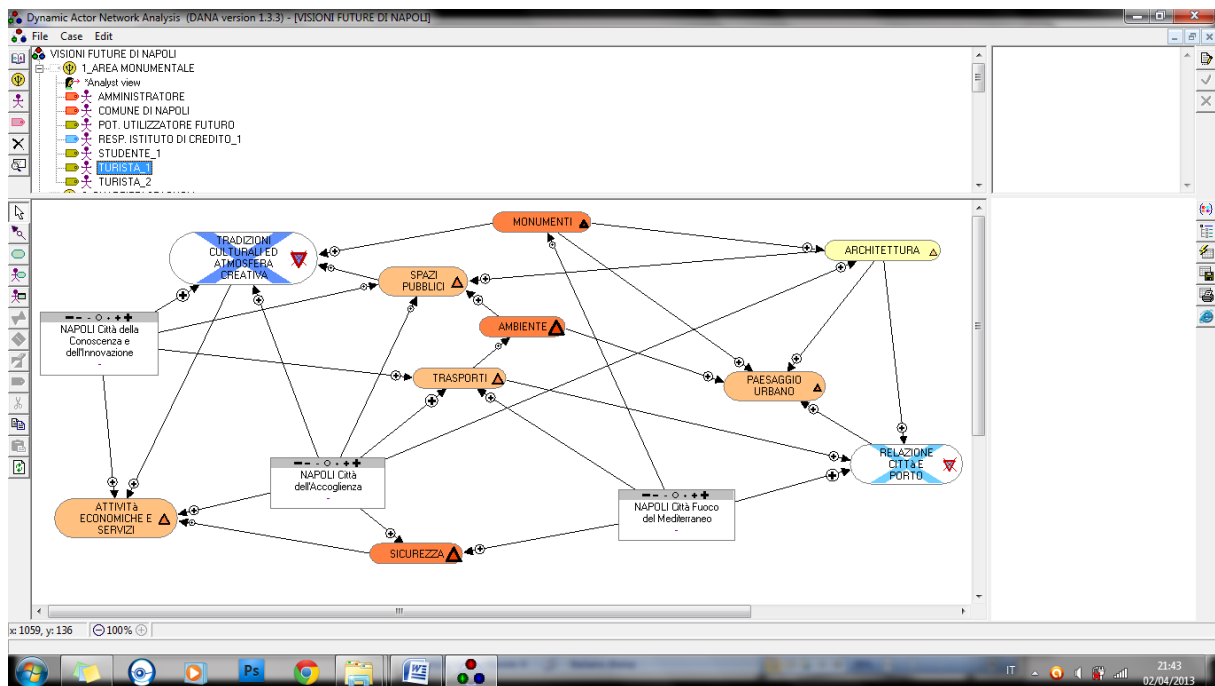 Dynamic Actor Network Analysis (DANA version 1.3.3) - [VISIONI FUTURE DI NAPOLI]
File Case Edit
VISIONI FUTURE DI NAPOLI
1_AREA MONUMENTALE
*Analyst view
AMMINISTRATORE
COMUNE DI NAPOLI
POT. UTILIZZATORE FUTURO
RESP. ISTITUTO DI CREDITO_1
STUDENTE_1
TURISTA_1
TURISTA_2
MONUMENTI
TRADIZIONI
CULTURALI ED
ATMOSFERA
CREATIVA
ARCHITETTURA
SPAZI
PUBBLICI
AMBIENTE
NAPOLI Città della
Conoscenza e
dell'Innovazione
-
TRASPORTI
PAESAGGIO
URBANO
RELAZIONE
CITTà E
PORTO
NAPOLI Città
dell'Accoglienza
-
NAPOLI Città Fuoco
del Mediterraneo
-
ATTIVITà
ECONOMICHE E
SERVIZI
SICUREZZA
x: 1059, y: 136 100%
Ps
W
IT
21:43
02/04/2013